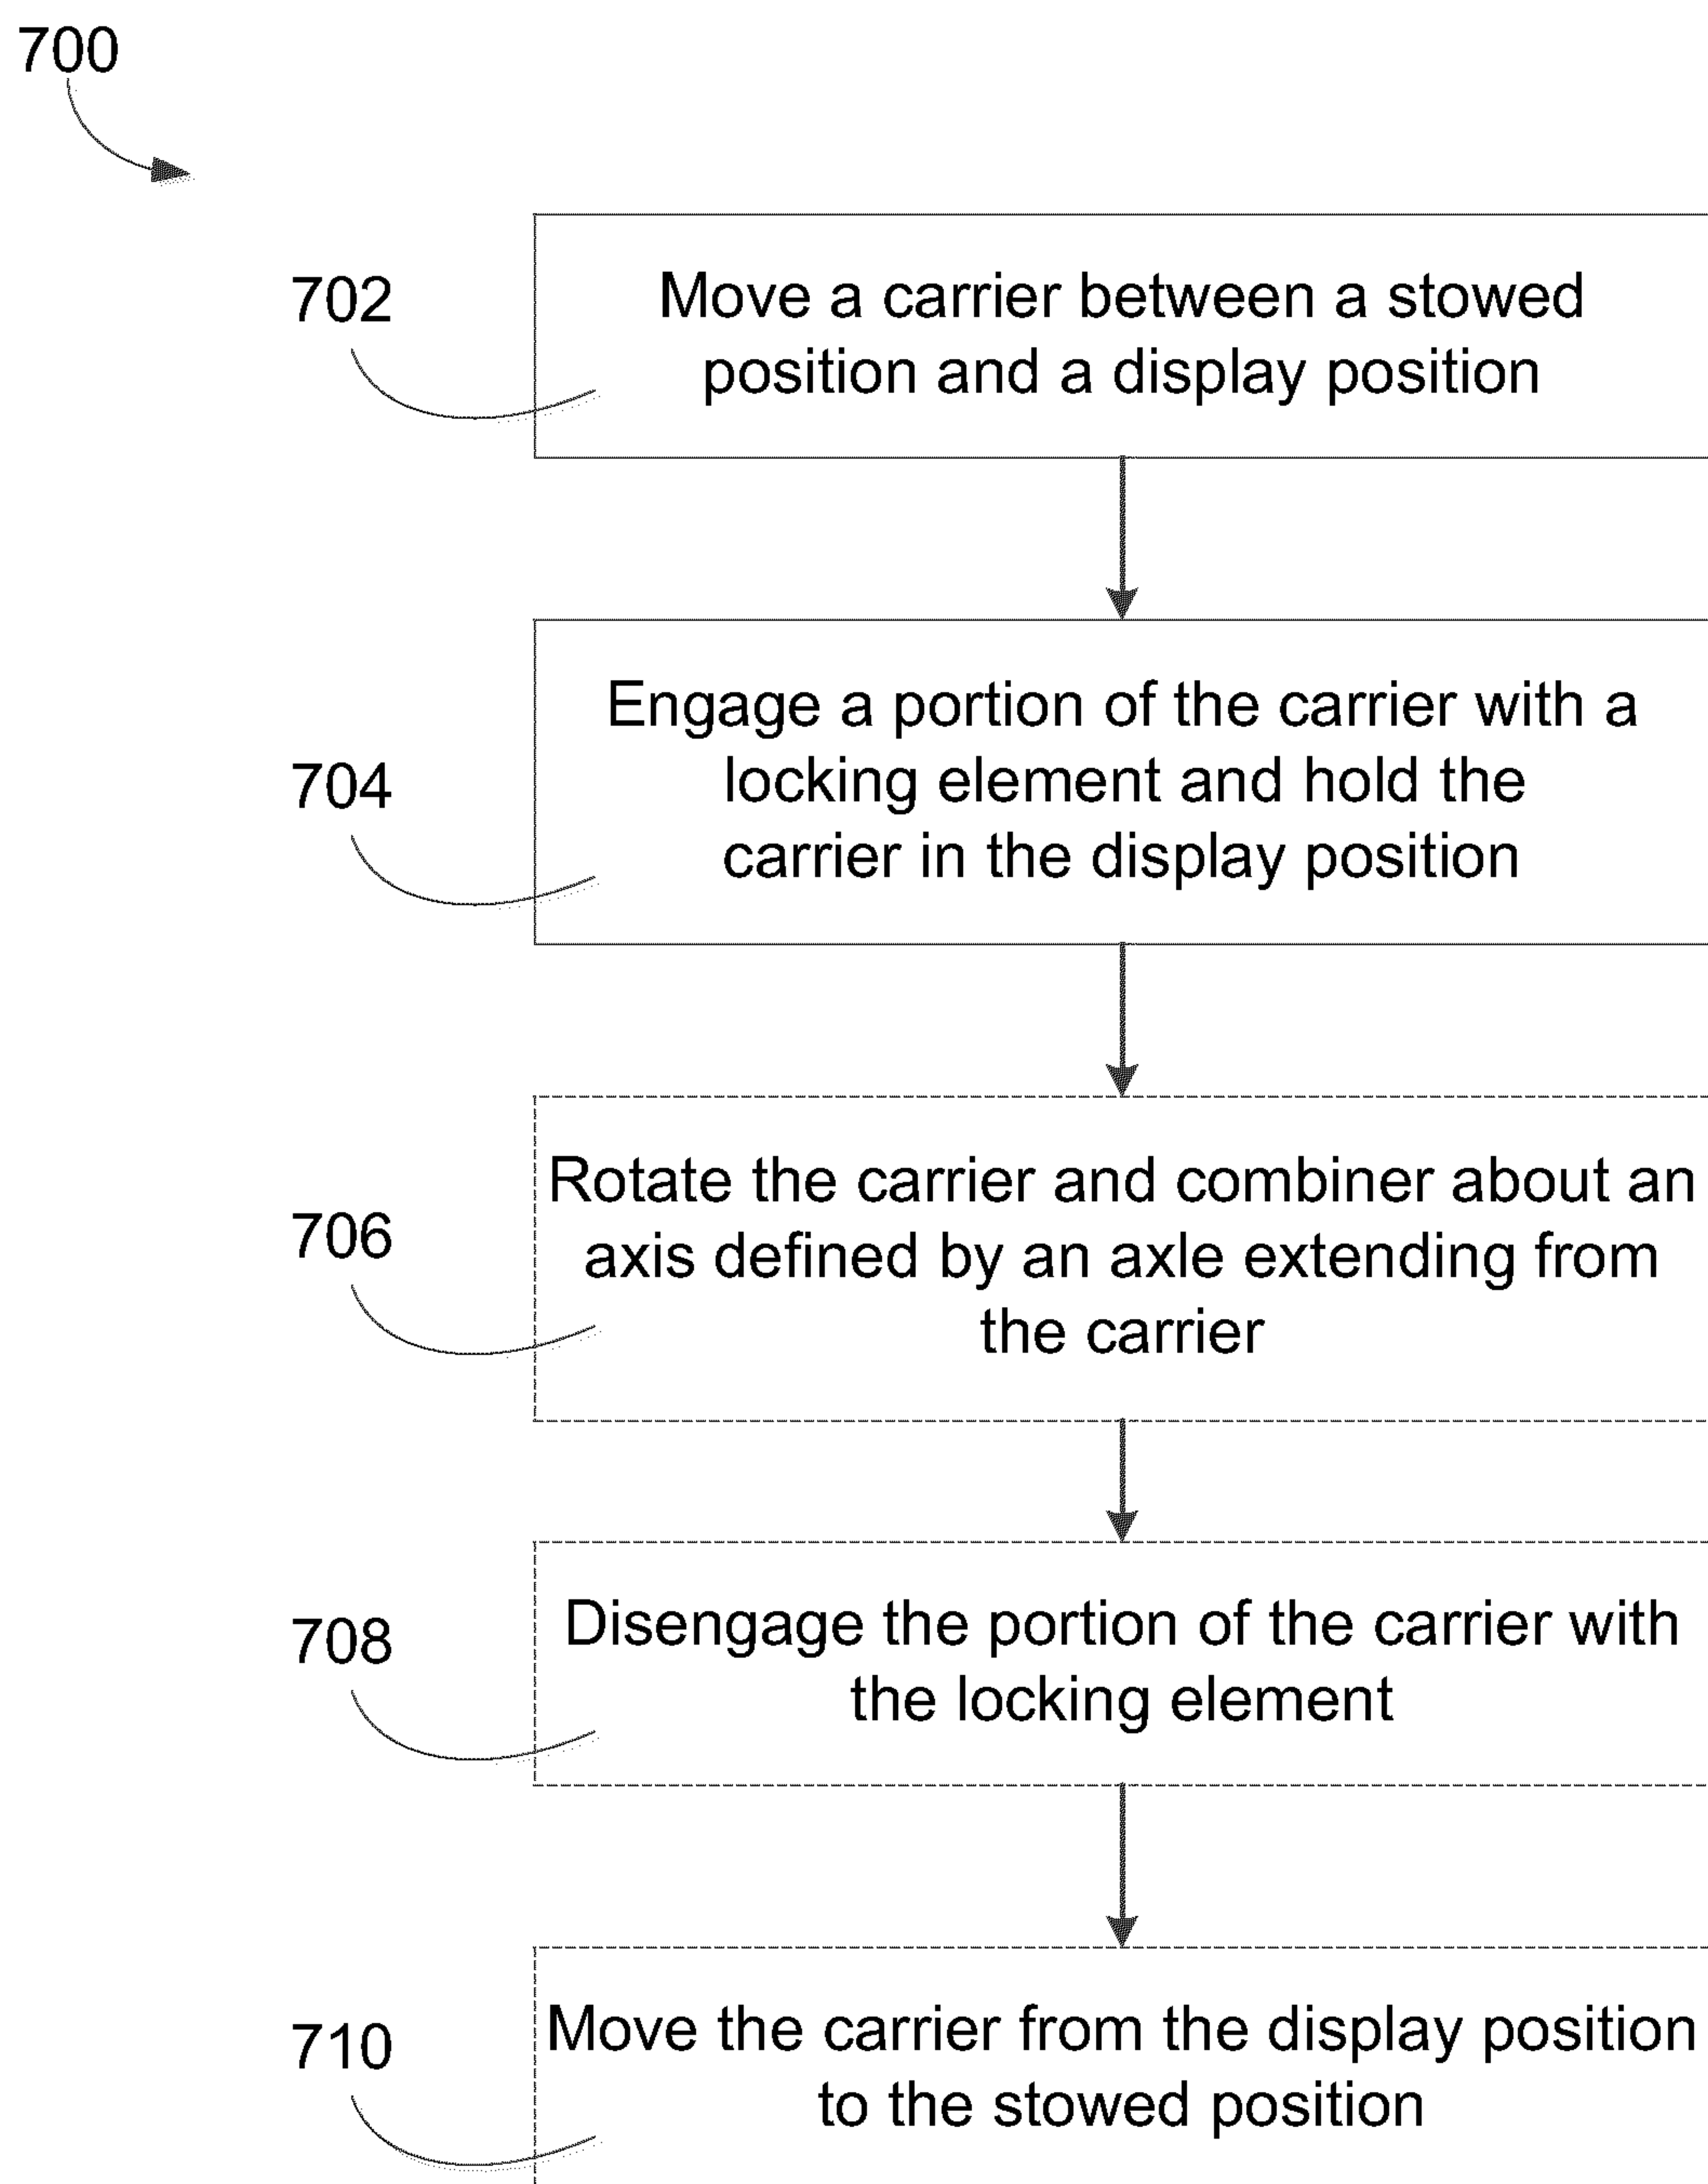 700
702
Move a carrier between a stowed
position and a display position
704
Engage a portion of the carrier with a
locking element and hold the
carrier in the display position
706
Rotate the carrier and combiner about an
axis defined by an axle extending from
the carrier
708
Disengage the portion of the carrier with
the locking element
710
Move the carrier from the display position
to the stowed position